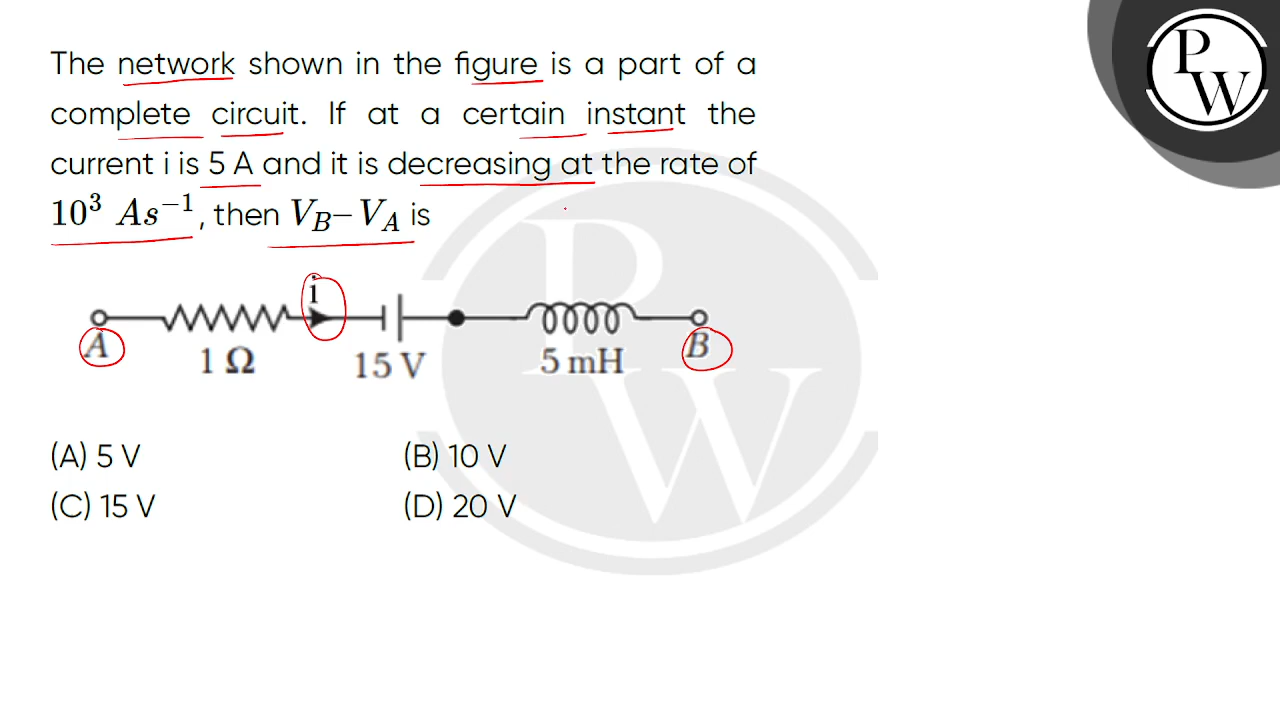 The network shown in the figure is a part of a
complete circuit. If at a certain instant the
current i is 5 A and it is decreasing at the rate of
10³ As⁻¹, then V_B− V_A is
i
A
1 Ω
15 V
5 mH
B
(A) 5 V (B) 10 V
(C) 15 V (D) 20 V
P
W
P
W